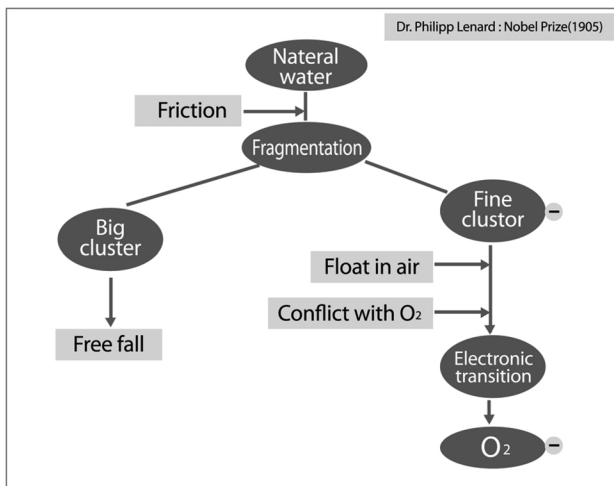 Dr. Philipp Lenard : Nobel Prize(1905)
Nateral
water
Friction
Fragmentation
Big
cluster
Fine
clustor
−
Float in air
Conflict with O₂
Free fall
Electronic
transition
O₂
−